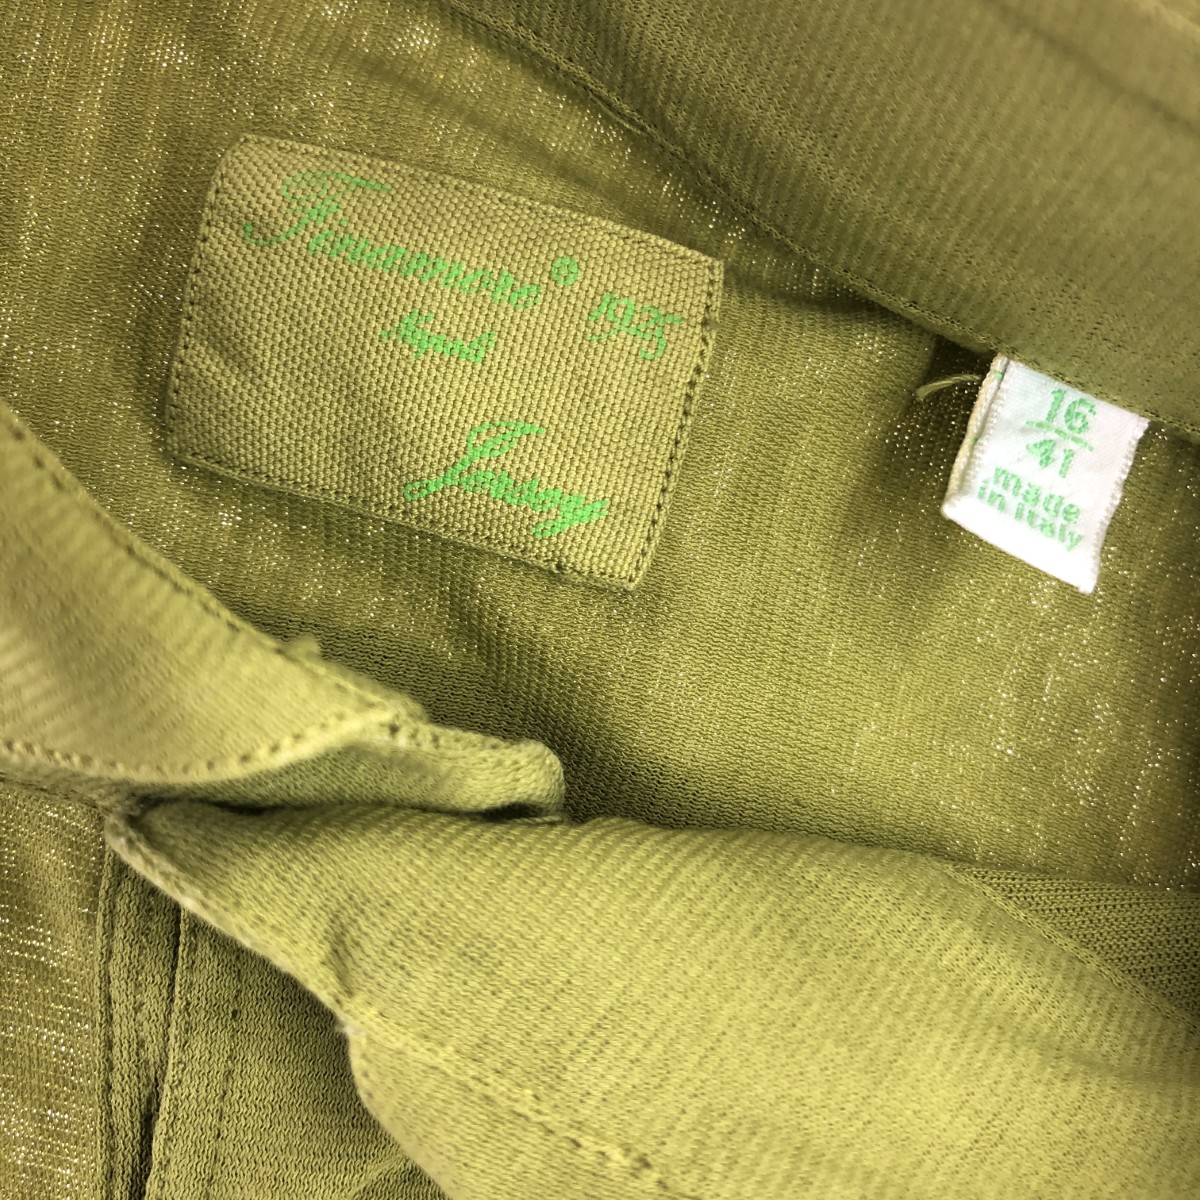 Finamore ® 1925
Napoli
Jersey
16
41
made
in italy